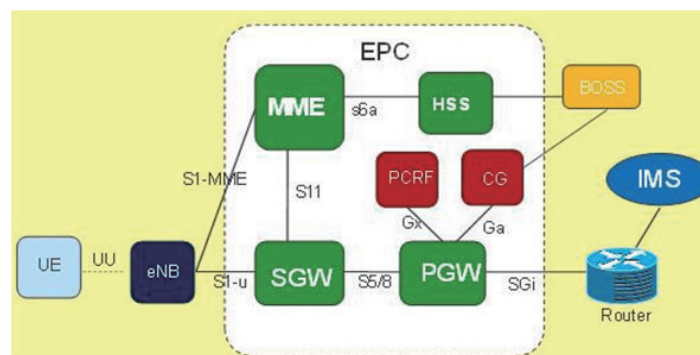 EPC
MME
s6a
HSS
BOSS
S1-MME
S11
PCRF
CG
IMS
Gx
Ga
UE
UU
eNB
S1-u
SGW
S5/8
PGW
SGi
Router